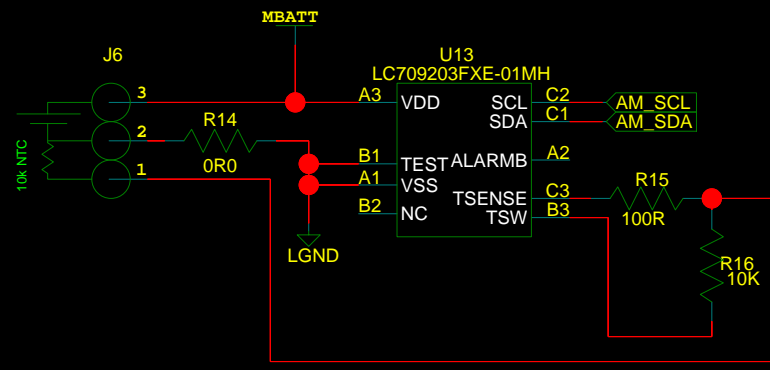 MBATT
J6
U13
LC709203FXE-01MH
3
A3
VDD
SCL
C2
AM_SCL
SDA
C1
AM_SDA
R14
2
0R0
B1
TEST
ALARMB
A2
10k NTC
1
A1
VSS
TSENSE
C3
R15
B2
NC
TSW
B3
100R
LGND
R16
10K